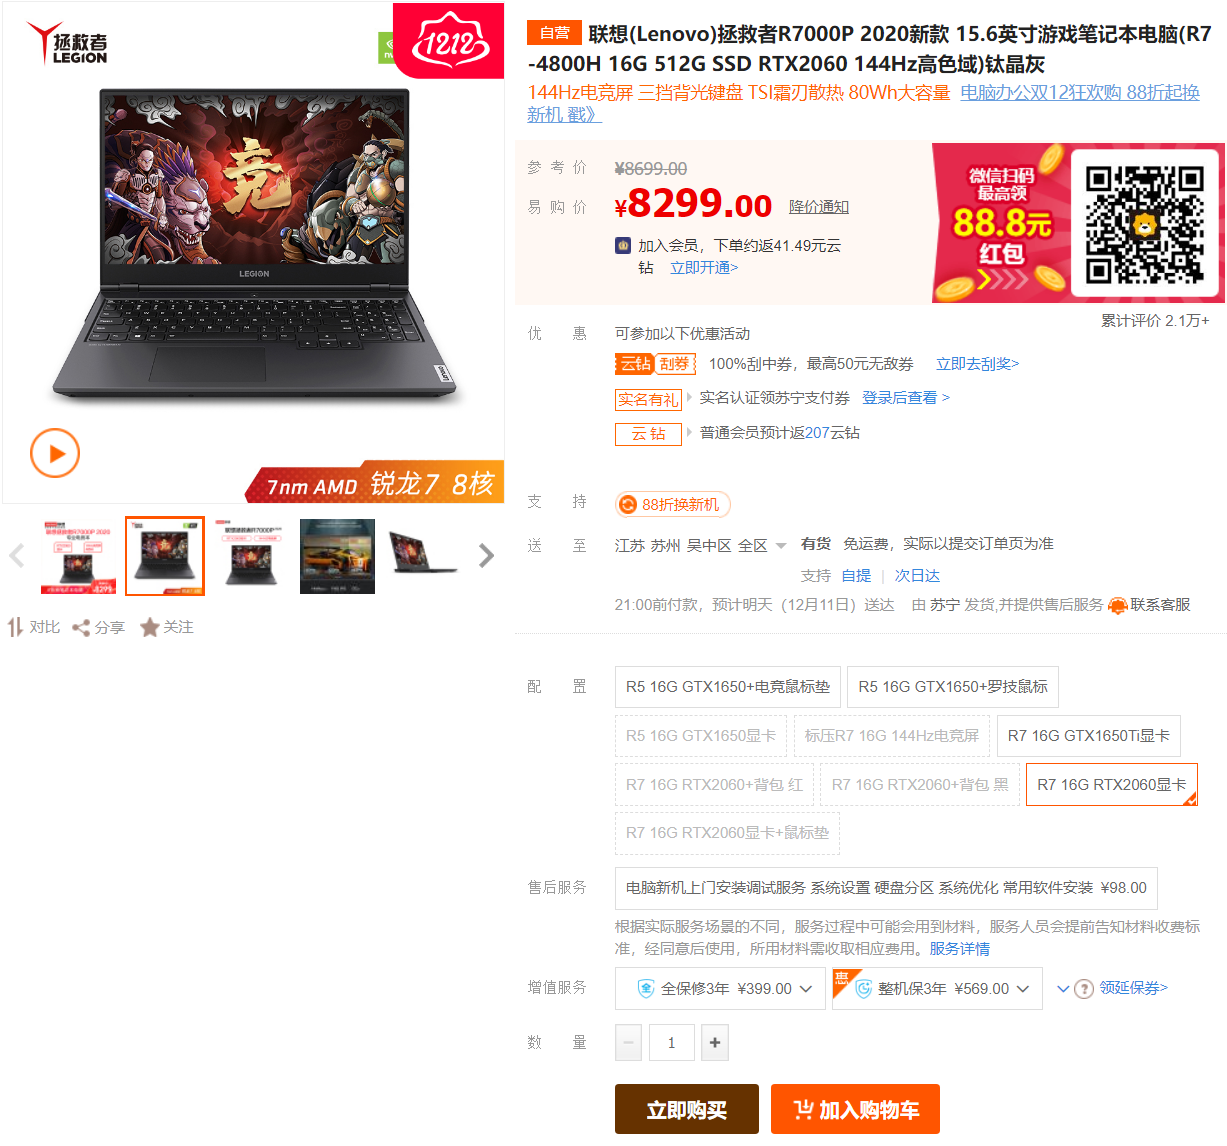 拯救者
LEGION
1212
自营 联想(Lenovo)拯救者R7000P 2020新款 15.6英寸游戏笔记本电脑(R7
-4800H 16G 512G SSD RTX2060 144Hz高色域)钛晶灰
144Hz电竞屏 三挡背光键盘 TSI霜刃散热 80Wh大容量 电脑办公双12狂欢购 88折起换
新机 戳》
参考价 ¥8699.00
易购价 ¥8299.00 降价通知
加入会员，下单约返41.49元云
钻 立即开通>
微信扫码
最高领
88.8元
红包
累计评价 2.1万+
竞
LEGION
7nm AMD 锐龙7 8核
优惠 可参加以下优惠活动
云钻 刮券 100%刮中券，最高50元无敌券 立即去刮奖>
实名有礼 实名认证领苏宁支付券 登录后查看 >
云钻 普通会员预计返207云钻
支持 88折换新机
送至 江苏 苏州 吴中区 全区 有货 免运费，实际以提交订单页为准
支持 自提 | 次日达
21:00前付款，预计明天（12月11日）送达 由 苏宁 发货,并提供售后服务 联系客服
对比 分享 关注
配置 R5 16G GTX1650+电竞鼠标垫 R5 16G GTX1650+罗技鼠标
R5 16G GTX1650显卡 标压R7 16G 144Hz电竞屏 R7 16G GTX1650Ti显卡
R7 16G RTX2060+背包 红 R7 16G RTX2060+背包 黑 R7 16G RTX2060显卡
R7 16G RTX2060显卡+鼠标垫
售后服务 电脑新机上门安装调试服务 系统设置 硬盘分区 系统优化 常用软件安装 ¥98.00
根据实际服务场景的不同，服务过程中可能会用到材料，服务人员会提前告知材料收费标
准，经同意后使用，所用材料需收取相应费用。服务详情
增值服务 全保修3年 ¥399.00 惠 整机保3年 ¥569.00 ? 领延保券>
数量 − 1 +
立即购买 加入购物车